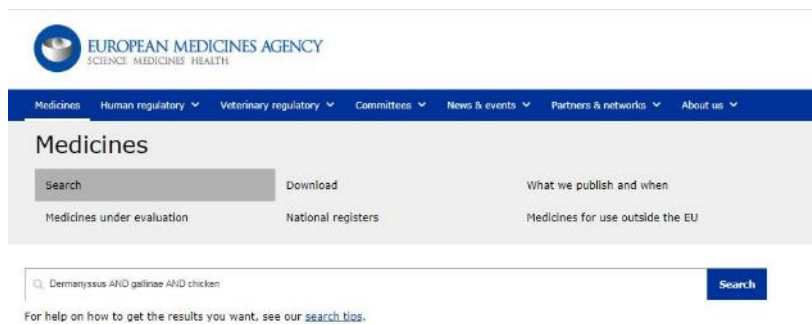 EUROPEAN MEDICINES AGENCY
SCIENCE MEDICINES HEALTH
Medicines Human regulatory Veterinary regulatory Committees News & events Partners & networks About us
Medicines
Search Download What we publish and when
Medicines under evaluation National registers Medicines for use outside the EU
Dermanyssus AND gallinae AND chicken Search
For help on how to get the results you want, see our search tips.